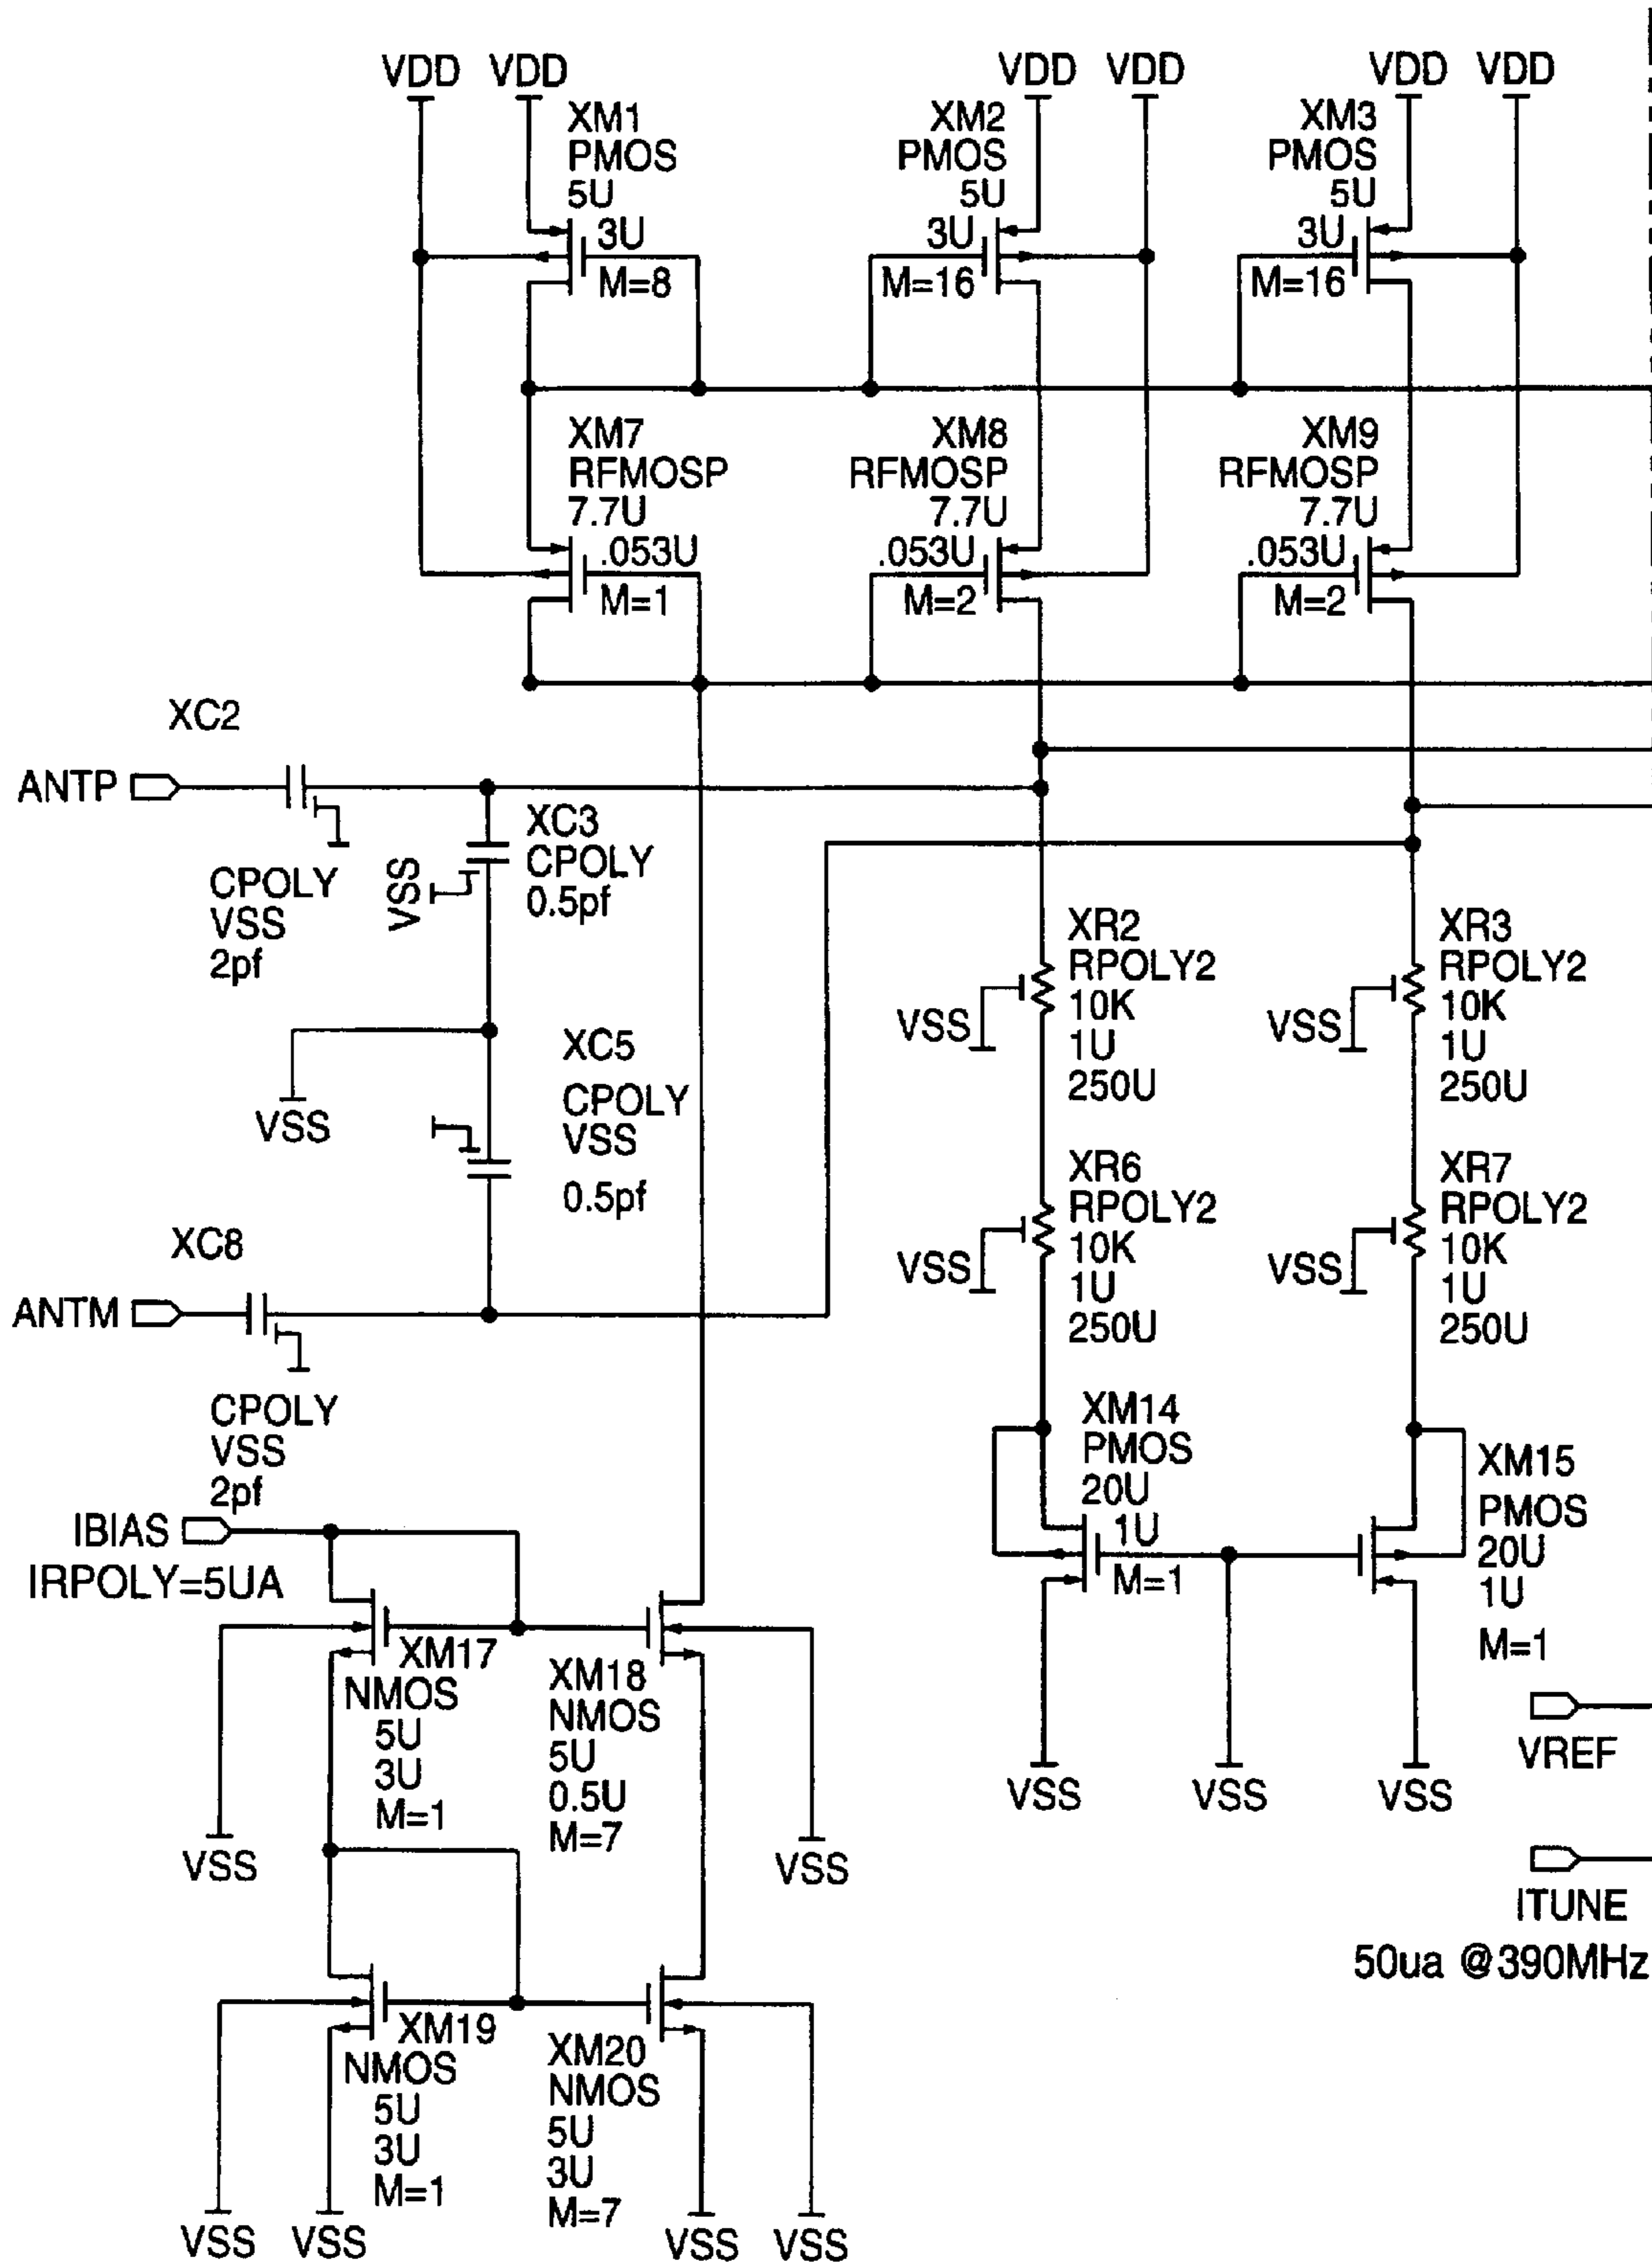 VDD VDD VDD VDD VDD VDD
XM1
PMOS
5U
3U
M=8
XM2
PMOS
5U
3U
M=16
XM3
PMOS
5U
3U
M=16
XM7
RFMOSP
7.7U
.053U
M=1
XM8
RFMOSP
7.7U
.053U
M=2
XM9
RFMOSP
7.7U
.053U
M=2
XC2
ANTP
CPOLY
VSS
2pf
XC3
CPOLY
0.5pf
VSS
VSS
XC5
CPOLY
VSS
0.5pf
XC8
ANTM
CPOLY
VSS
2pf
XR2
RPOLY2
10K
1U
250U
VSS
XR3
RPOLY2
10K
1U
250U
VSS
XR6
RPOLY2
10K
1U
250U
VSS
XR7
RPOLY2
10K
1U
250U
VSS
XM14
PMOS
20U
1U
M=1
XM15
PMOS
20U
1U
M=1
VSS VSS VSS
IBIAS
IRPOLY=5UA
XM17
NMOS
5U
3U
M=1
XM18
NMOS
5U
0.5U
M=7
VSS VSS
XM19
NMOS
5U
3U
M=1
XM20
NMOS
5U
3U
M=7
VSS VSS VSS VSS
VREF
ITUNE
50ua @390MHz